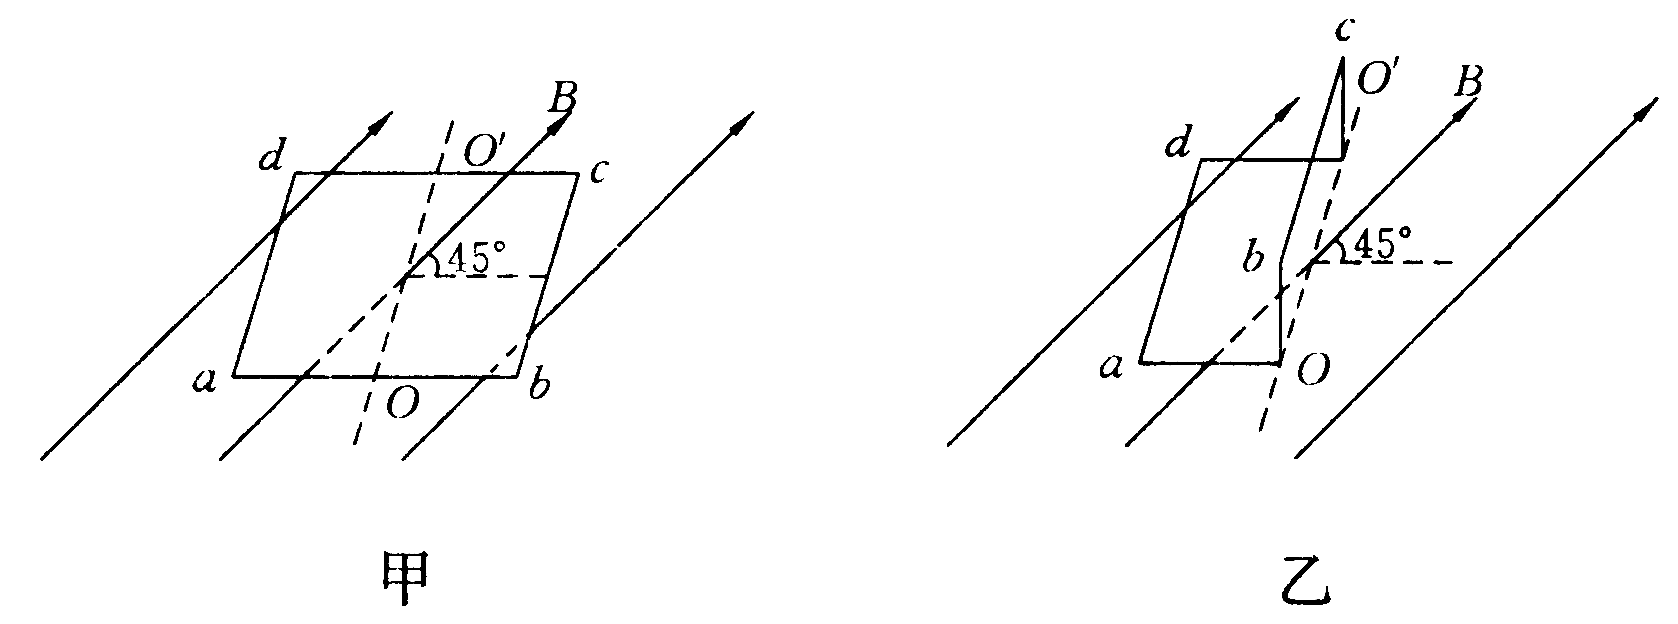 d O′ B c
45°
a O b
甲
c
O′ B
d
b 45°
a O
乙